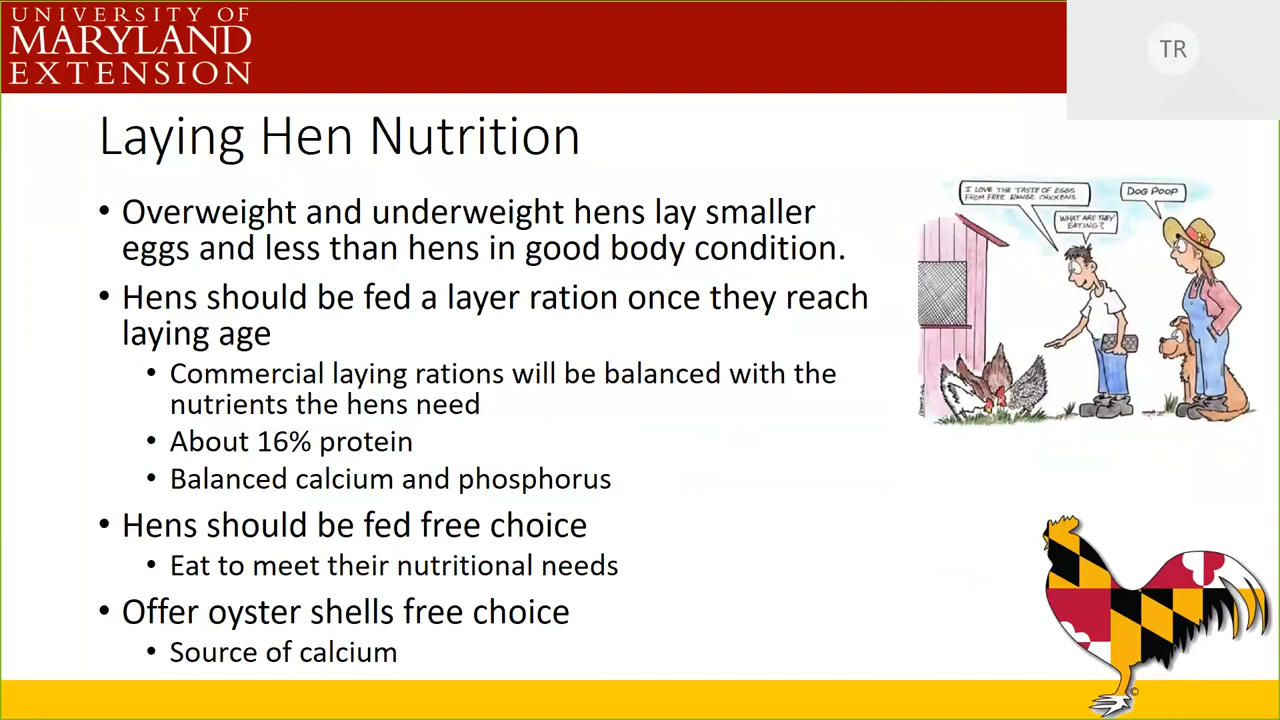 UNIVERSITY OF
MARYLAND
EXTENSION
TR
Laying Hen Nutrition
• Overweight and underweight hens lay smaller
eggs and less than hens in good body condition.
• Hens should be fed a layer ration once they reach
laying age
• Commercial laying rations will be balanced with the
nutrients the hens need
• About 16% protein
• Balanced calcium and phosphorus
• Hens should be fed free choice
• Eat to meet their nutritional needs
• Offer oyster shells free choice
• Source of calcium
I LOVE THE TASTE OF EGGS
FROM FREE RANGE CHICKENS
WHAT ARE THEY
EATING?
DOG POOP
©